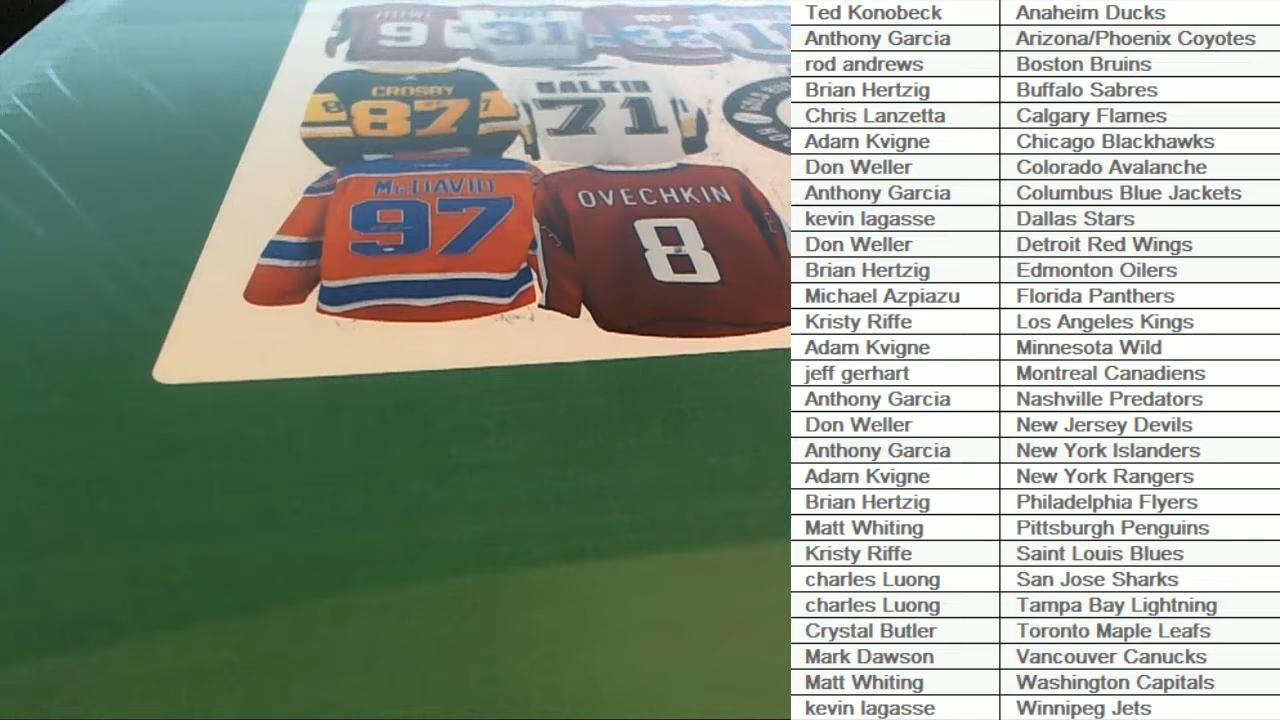 HOWE
9
31
ROY
33
CROSBY
87
MALKIN
71
McDAVID
97
OVECHKIN
8
Ted Konobeck Anaheim Ducks
Anthony Garcia Arizona/Phoenix Coyotes
rod andrews Boston Bruins
Brian Hertzig Buffalo Sabres
Chris Lanzetta Calgary Flames
Adam Kvigne Chicago Blackhawks
Don Weller Colorado Avalanche
Anthony Garcia Columbus Blue Jackets
kevin lagasse Dallas Stars
Don Weller Detroit Red Wings
Brian Hertzig Edmonton Oilers
Michael Azpiazu Florida Panthers
Kristy Riffe Los Angeles Kings
Adam Kvigne Minnesota Wild
jeff gerhart Montreal Canadiens
Anthony Garcia Nashville Predators
Don Weller New Jersey Devils
Anthony Garcia New York Islanders
Adam Kvigne New York Rangers
Brian Hertzig Philadelphia Flyers
Matt Whiting Pittsburgh Penguins
Kristy Riffe Saint Louis Blues
charles Luong San Jose Sharks
charles Luong Tampa Bay Lightning
Crystal Butler Toronto Maple Leafs
Mark Dawson Vancouver Canucks
Matt Whiting Washington Capitals
kevin lagasse Winnipeg Jets